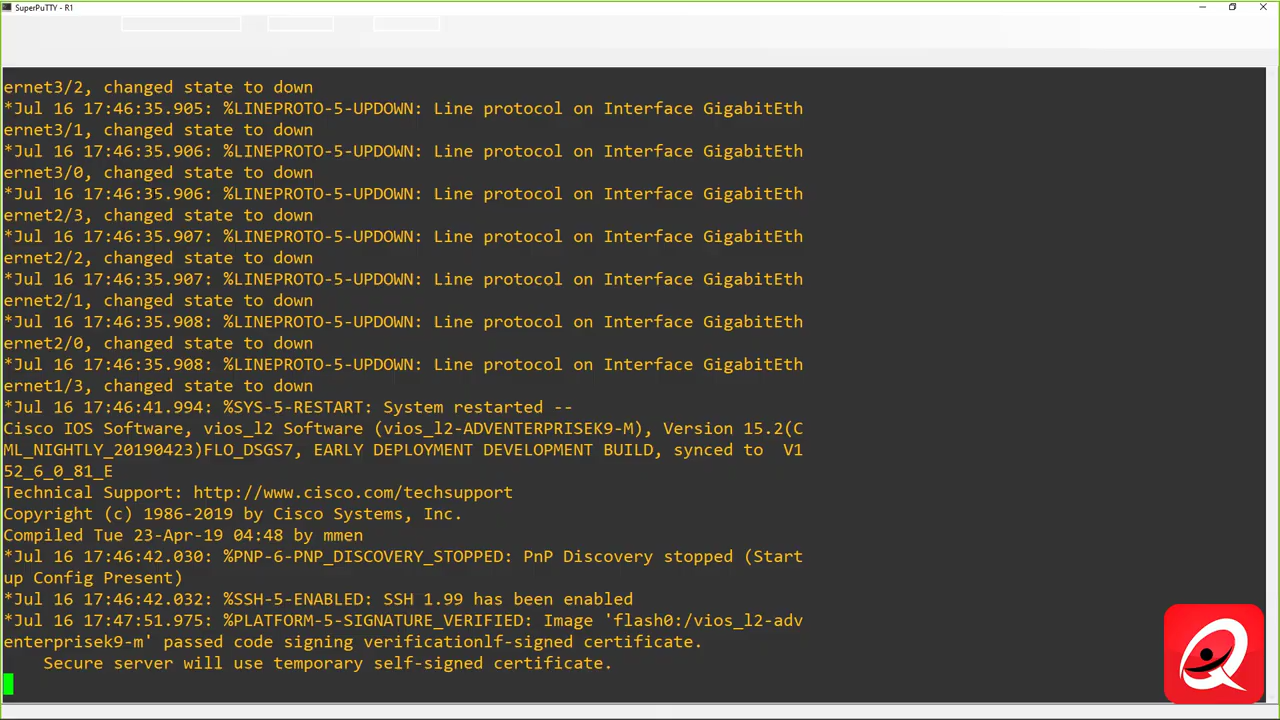 SuperPuTTY - R1
ernet3/2, changed state to down
*Jul 16 17:46:35.905: %LINEPROTO-5-UPDOWN: Line protocol on Interface GigabitEth
ernet3/1, changed state to down
*Jul 16 17:46:35.906: %LINEPROTO-5-UPDOWN: Line protocol on Interface GigabitEth
ernet3/0, changed state to down
*Jul 16 17:46:35.906: %LINEPROTO-5-UPDOWN: Line protocol on Interface GigabitEth
ernet2/3, changed state to down
*Jul 16 17:46:35.907: %LINEPROTO-5-UPDOWN: Line protocol on Interface GigabitEth
ernet2/2, changed state to down
*Jul 16 17:46:35.907: %LINEPROTO-5-UPDOWN: Line protocol on Interface GigabitEth
ernet2/1, changed state to down
*Jul 16 17:46:35.908: %LINEPROTO-5-UPDOWN: Line protocol on Interface GigabitEth
ernet2/0, changed state to down
*Jul 16 17:46:35.908: %LINEPROTO-5-UPDOWN: Line protocol on Interface GigabitEth
ernet1/3, changed state to down
*Jul 16 17:46:41.994: %SYS-5-RESTART: System restarted --
Cisco IOS Software, vios_l2 Software (vios_l2-ADVENTERPRISEK9-M), Version 15.2(C
ML_NIGHTLY_20190423)FLO_DSGS7, EARLY DEPLOYMENT DEVELOPMENT BUILD, synced to  V1
52_6_0_81_E
Technical Support: http://www.cisco.com/techsupport
Copyright (c) 1986-2019 by Cisco Systems, Inc.
Compiled Tue 23-Apr-19 04:48 by mmen
*Jul 16 17:46:42.030: %PNP-6-PNP_DISCOVERY_STOPPED: PnP Discovery stopped (Start
up Config Present)
*Jul 16 17:46:42.032: %SSH-5-ENABLED: SSH 1.99 has been enabled
*Jul 16 17:47:51.975: %PLATFORM-5-SIGNATURE_VERIFIED: Image 'flash0:/vios_l2-adv
enterprisek9-m' passed code signing verificationlf-signed certificate.
    Secure server will use temporary self-signed certificate.